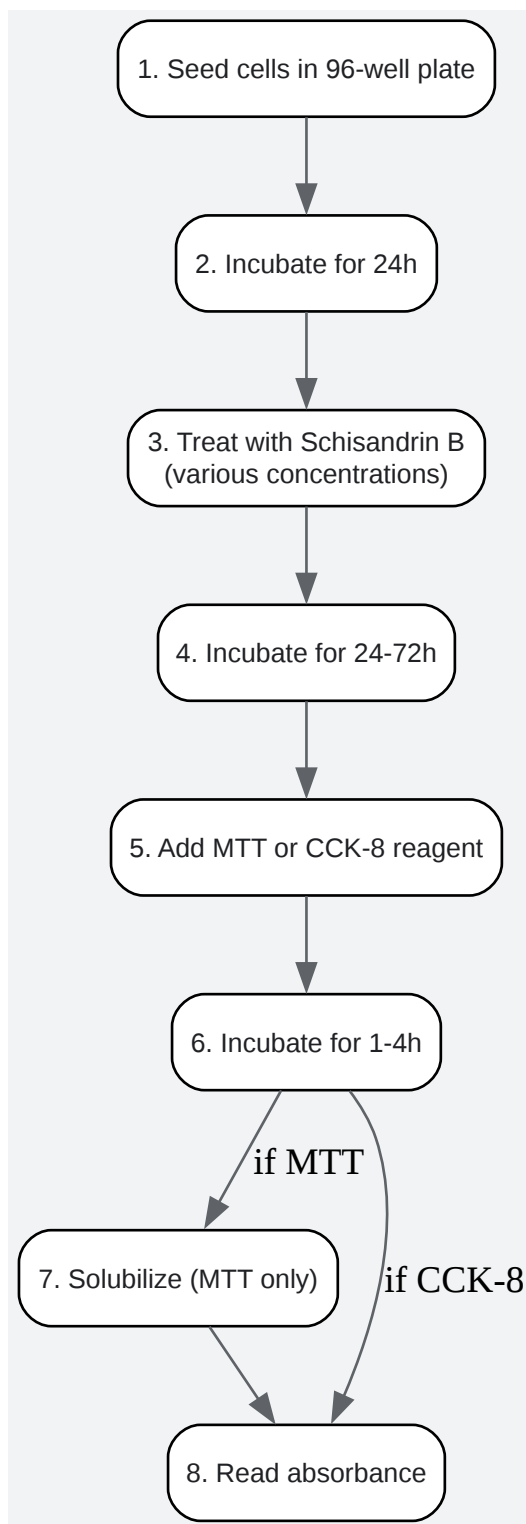 1. Seed cells in 96-well plate
2. Incubate for 24h
3. Treat with Schisandrin B
(various concentrations)
4. Incubate for 24-72h
5. Add MTT or CCK-8 reagent
6. Incubate for 1-4h
if MTT
7. Solubilize (MTT only)
if CCK-8
8. Read absorbance